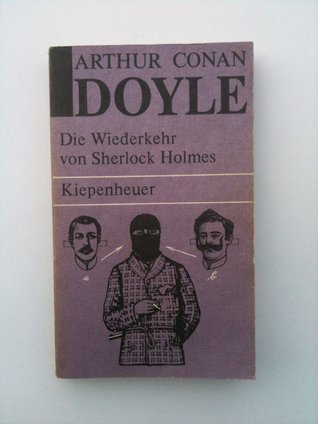 ARTHUR CONAN
DOYLE
Die Wiederkehr
von Sherlock Holmes
Kiepenheuer
a
b